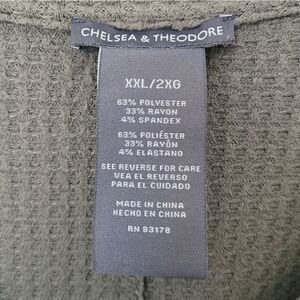 CHELSEA & THEODORE
XXL/2XG
63% POLYESTER
33% RAYON
4% SPANDEX
63% POLIÉSTER
33% RAYÓN
4% ELASTANO
SEE REVERSE FOR CARE
VEA EL REVERSO
PARA EL CUIDADO
MADE IN CHINA
HECHO EN CHINA
RN 93178